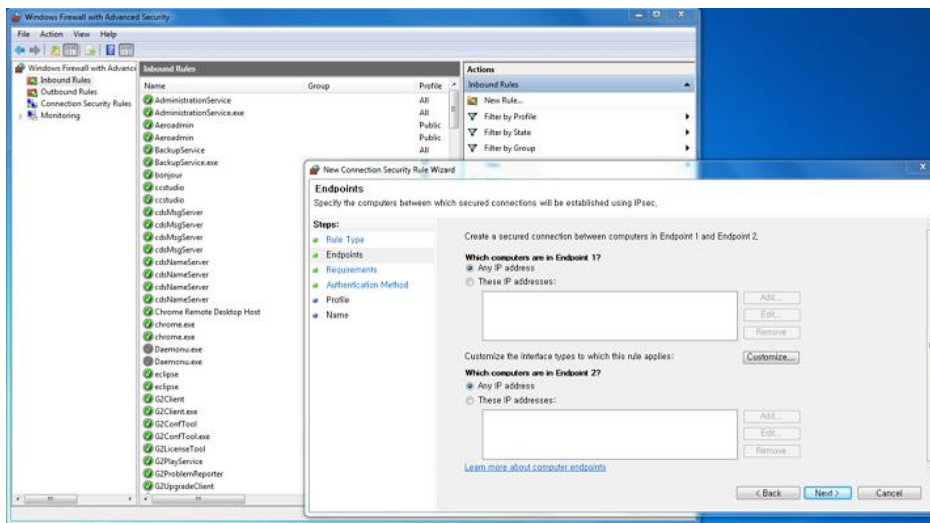 Windows Firewall with Advanced Security
File Action View Help
Windows Firewall with Advance
Inbound Rules
Outbound Rules
Connection Security Rules
Monitoring
Inbound Rules
Name Group Profile
AdministrationService All
AdministrationService.exe All
Aeroadmin Public
Aeroadmin Public
BackupService All
BackupService.exe
bonjour
ccstudio
ccstudio
cdsMsgServer
cdsMsgServer
cdsMsgServer
cdsMsgServer
cdsNameServer
cdsNameServer
cdsNameServer
cdsNameServer
Chrome Remote Desktop Host
chrome.exe
chrome.exe
Daemonu.exe
Daemonu.exe
eclipse
eclipse
G2Client
G2Client.exe
G2ConfTool
G2ConfTool.exe
G2LicenseTool
G2PlayService
G2ProblemReporter
G2UpgradeClient
Actions
Inbound Rules
New Rule...
Filter by Profile
Filter by State
Filter by Group
New Connection Security Rule Wizard
Endpoints
Specify the computers between which secured connections will be established using IPsec.
Steps:
Rule Type
Endpoints
Requirements
Authentication Method
Profile
Name
Create a secured connection between computers in Endpoint 1 and Endpoint 2.
Which computers are in Endpoint 1?
Any IP address
These IP addresses:
Add...
Edit...
Remove
Customize the interface types to which this rule applies:
Customize...
Which computers are in Endpoint 2?
Any IP address
These IP addresses:
Add...
Edit...
Remove
Learn more about computer endpoints
< Back Next > Cancel